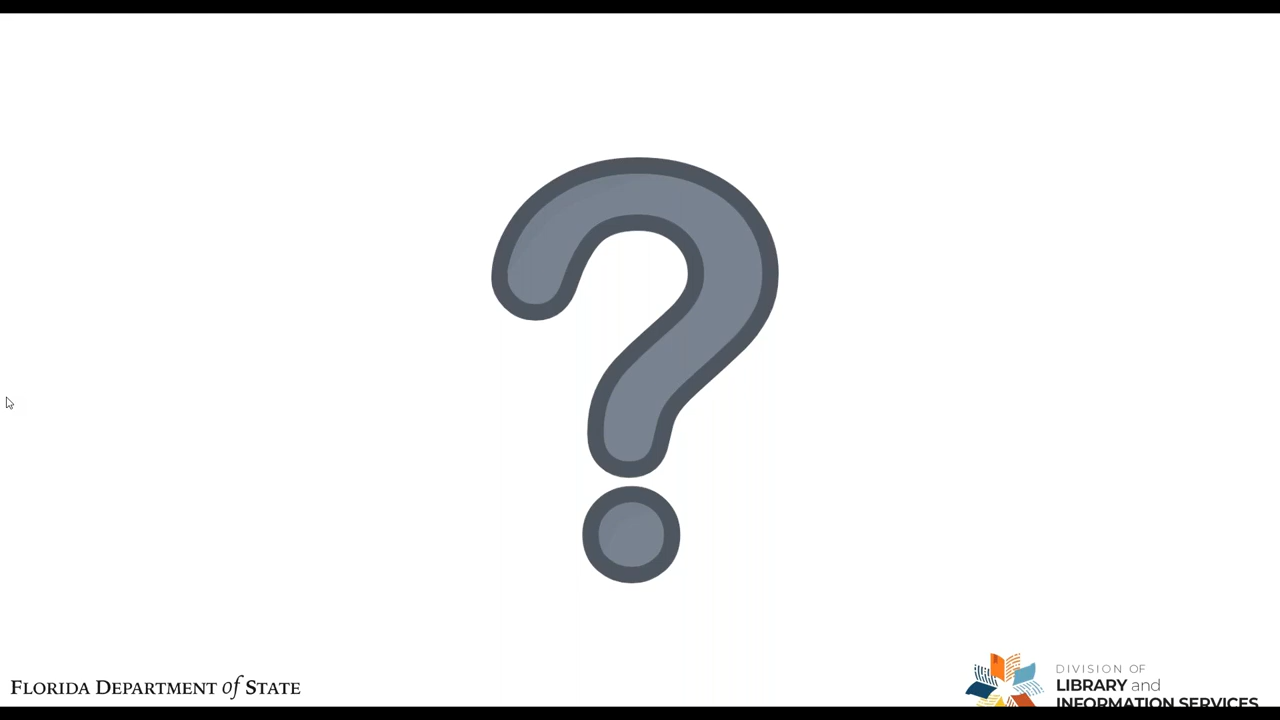 ?
FLORIDA DEPARTMENT of STATE
DIVISION OF
LIBRARY and
INFORMATION SERVICES